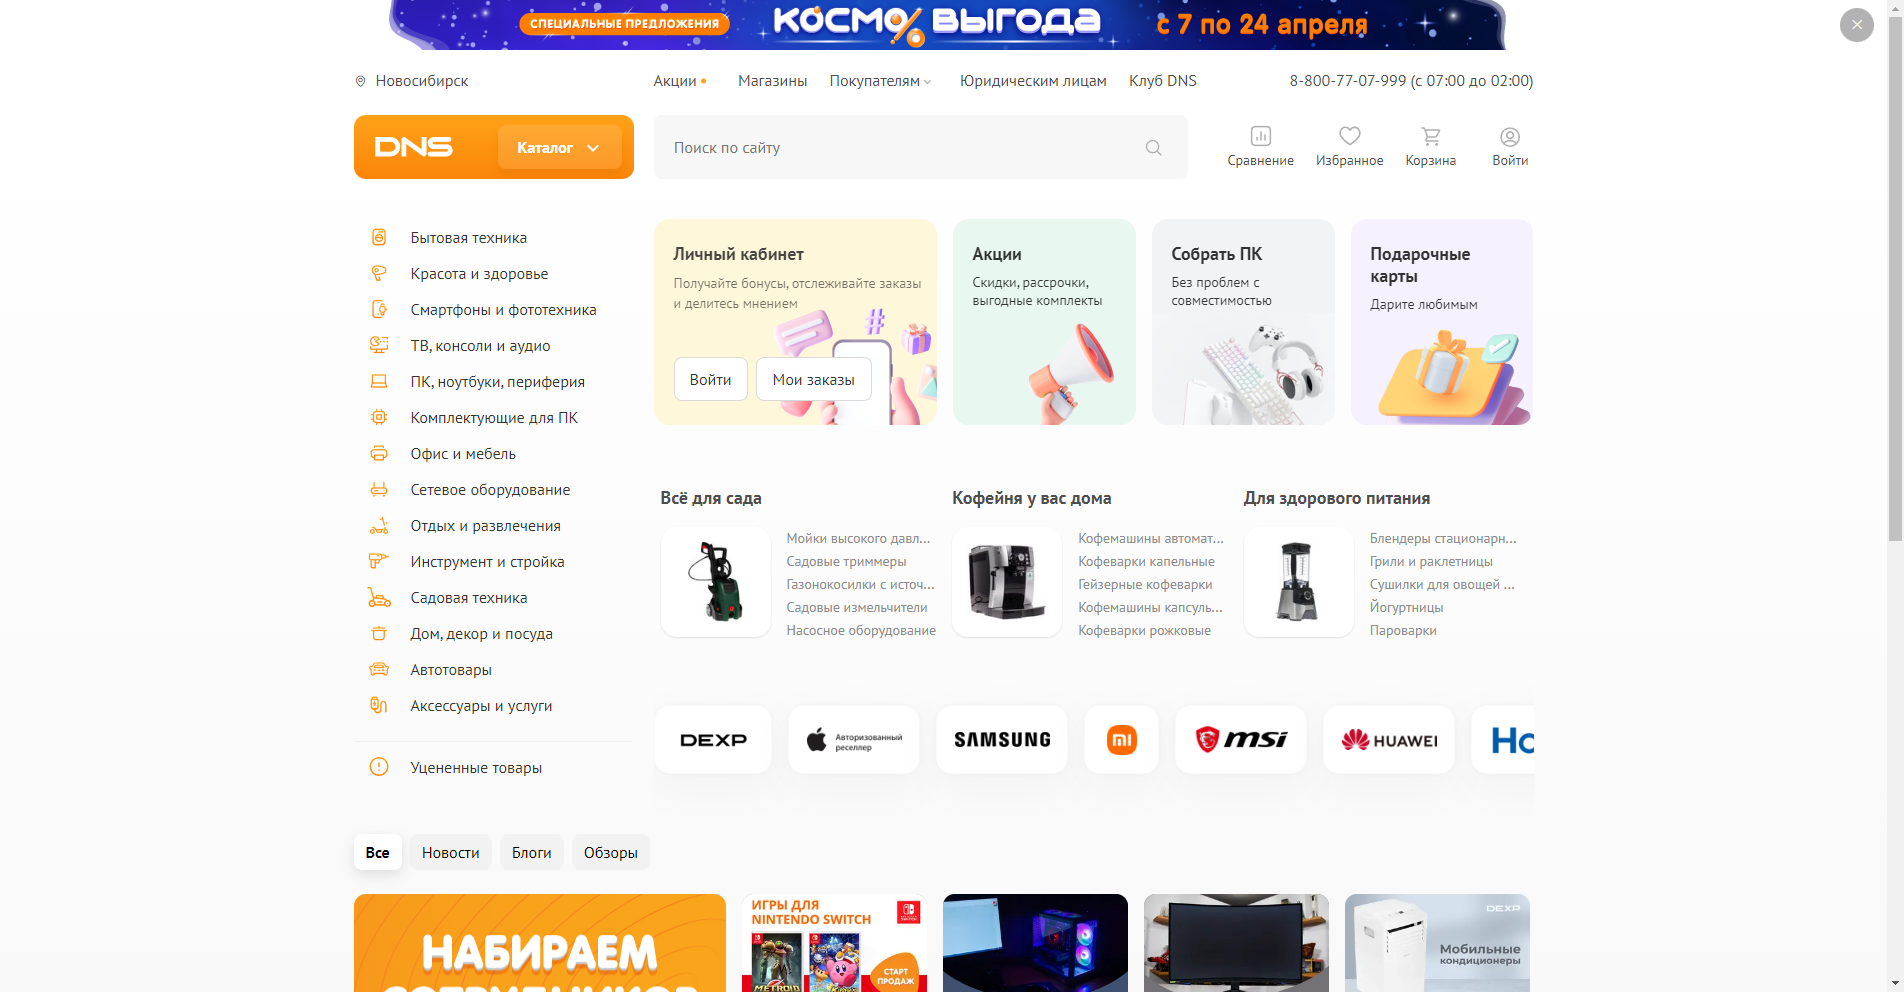 СПЕЦИАЛЬНЫЕ ПРЕДЛОЖЕНИЯ
КОСМО%ВЫГОДА
с 7 по 24 апреля
Новосибирск
Акции
Магазины
Покупателям
Юридическим лицам
Клуб DNS
8-800-77-07-999 (с 07:00 до 02:00)
DNS
Каталог
Поиск по сайту
Сравнение
Избранное
Корзина
Войти
Бытовая техника
Красота и здоровье
Смартфоны и фототехника
ТВ, консоли и аудио
ПК, ноутбуки, периферия
Комплектующие для ПК
Офис и мебель
Сетевое оборудование
Отдых и развлечения
Инструмент и стройка
Садовая техника
Дом, декор и посуда
Автотовары
Аксессуары и услуги
Уцененные товары
Личный кабинет
Получайте бонусы, отслеживайте заказы
и делитесь мнением
Войти
Мои заказы
Акции
Скидки, рассрочки,
выгодные комплекты
Собрать ПК
Без проблем с
совместимостью
Подарочные
карты
Дарите любимым
Всё для сада
Мойки высокого давл...
Садовые триммеры
Газонокосилки с источ...
Садовые измельчители
Насосное оборудование
Кофейня у вас дома
Кофемашины автомат...
Кофеварки капельные
Гейзерные кофеварки
Кофемашины капсуль...
Кофеварки рожковые
Для здорового питания
Блендеры стационарн...
Грили и раклетницы
Сушилки для овощей ...
Йогуртницы
Пароварки
DEXP
Авторизованный
реселлер
SAMSUNG
mi
msi
HUAWEI
Ho
Все
Новости
Блоги
Обзоры
НАБИРАЕМ
СОТРУДНИКОВ
ИГРЫ ДЛЯ
NINTENDO SWITCH
METROID
СТАРТ
ПРОДАЖ
DEXP
Мобильные
кондиционеры